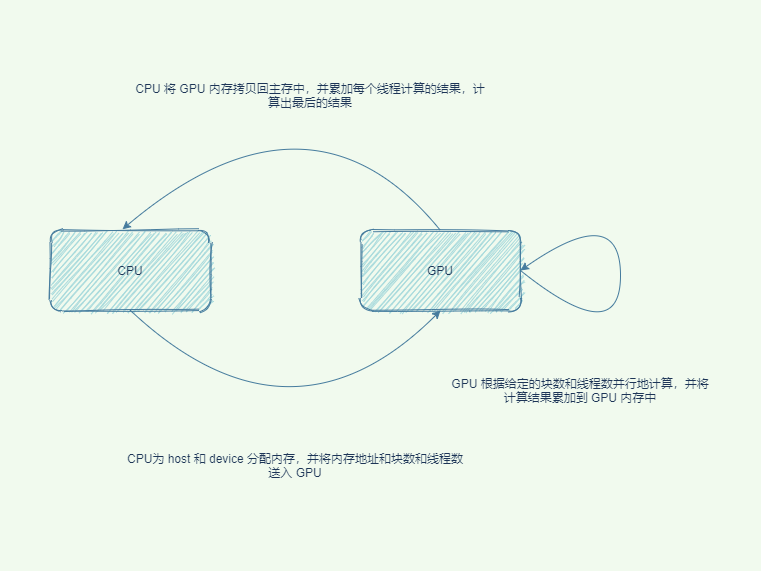 CPU 将 GPU 内存拷贝回主存中，并累加每个线程计算的结果，计
算出最后的结果
CPU
GPU
GPU 根据给定的块数和线程数并行地计算，并将
计算结果累加到 GPU 内存中
CPU为 host 和 device 分配内存，并将内存地址和块数和线程数
送入 GPU